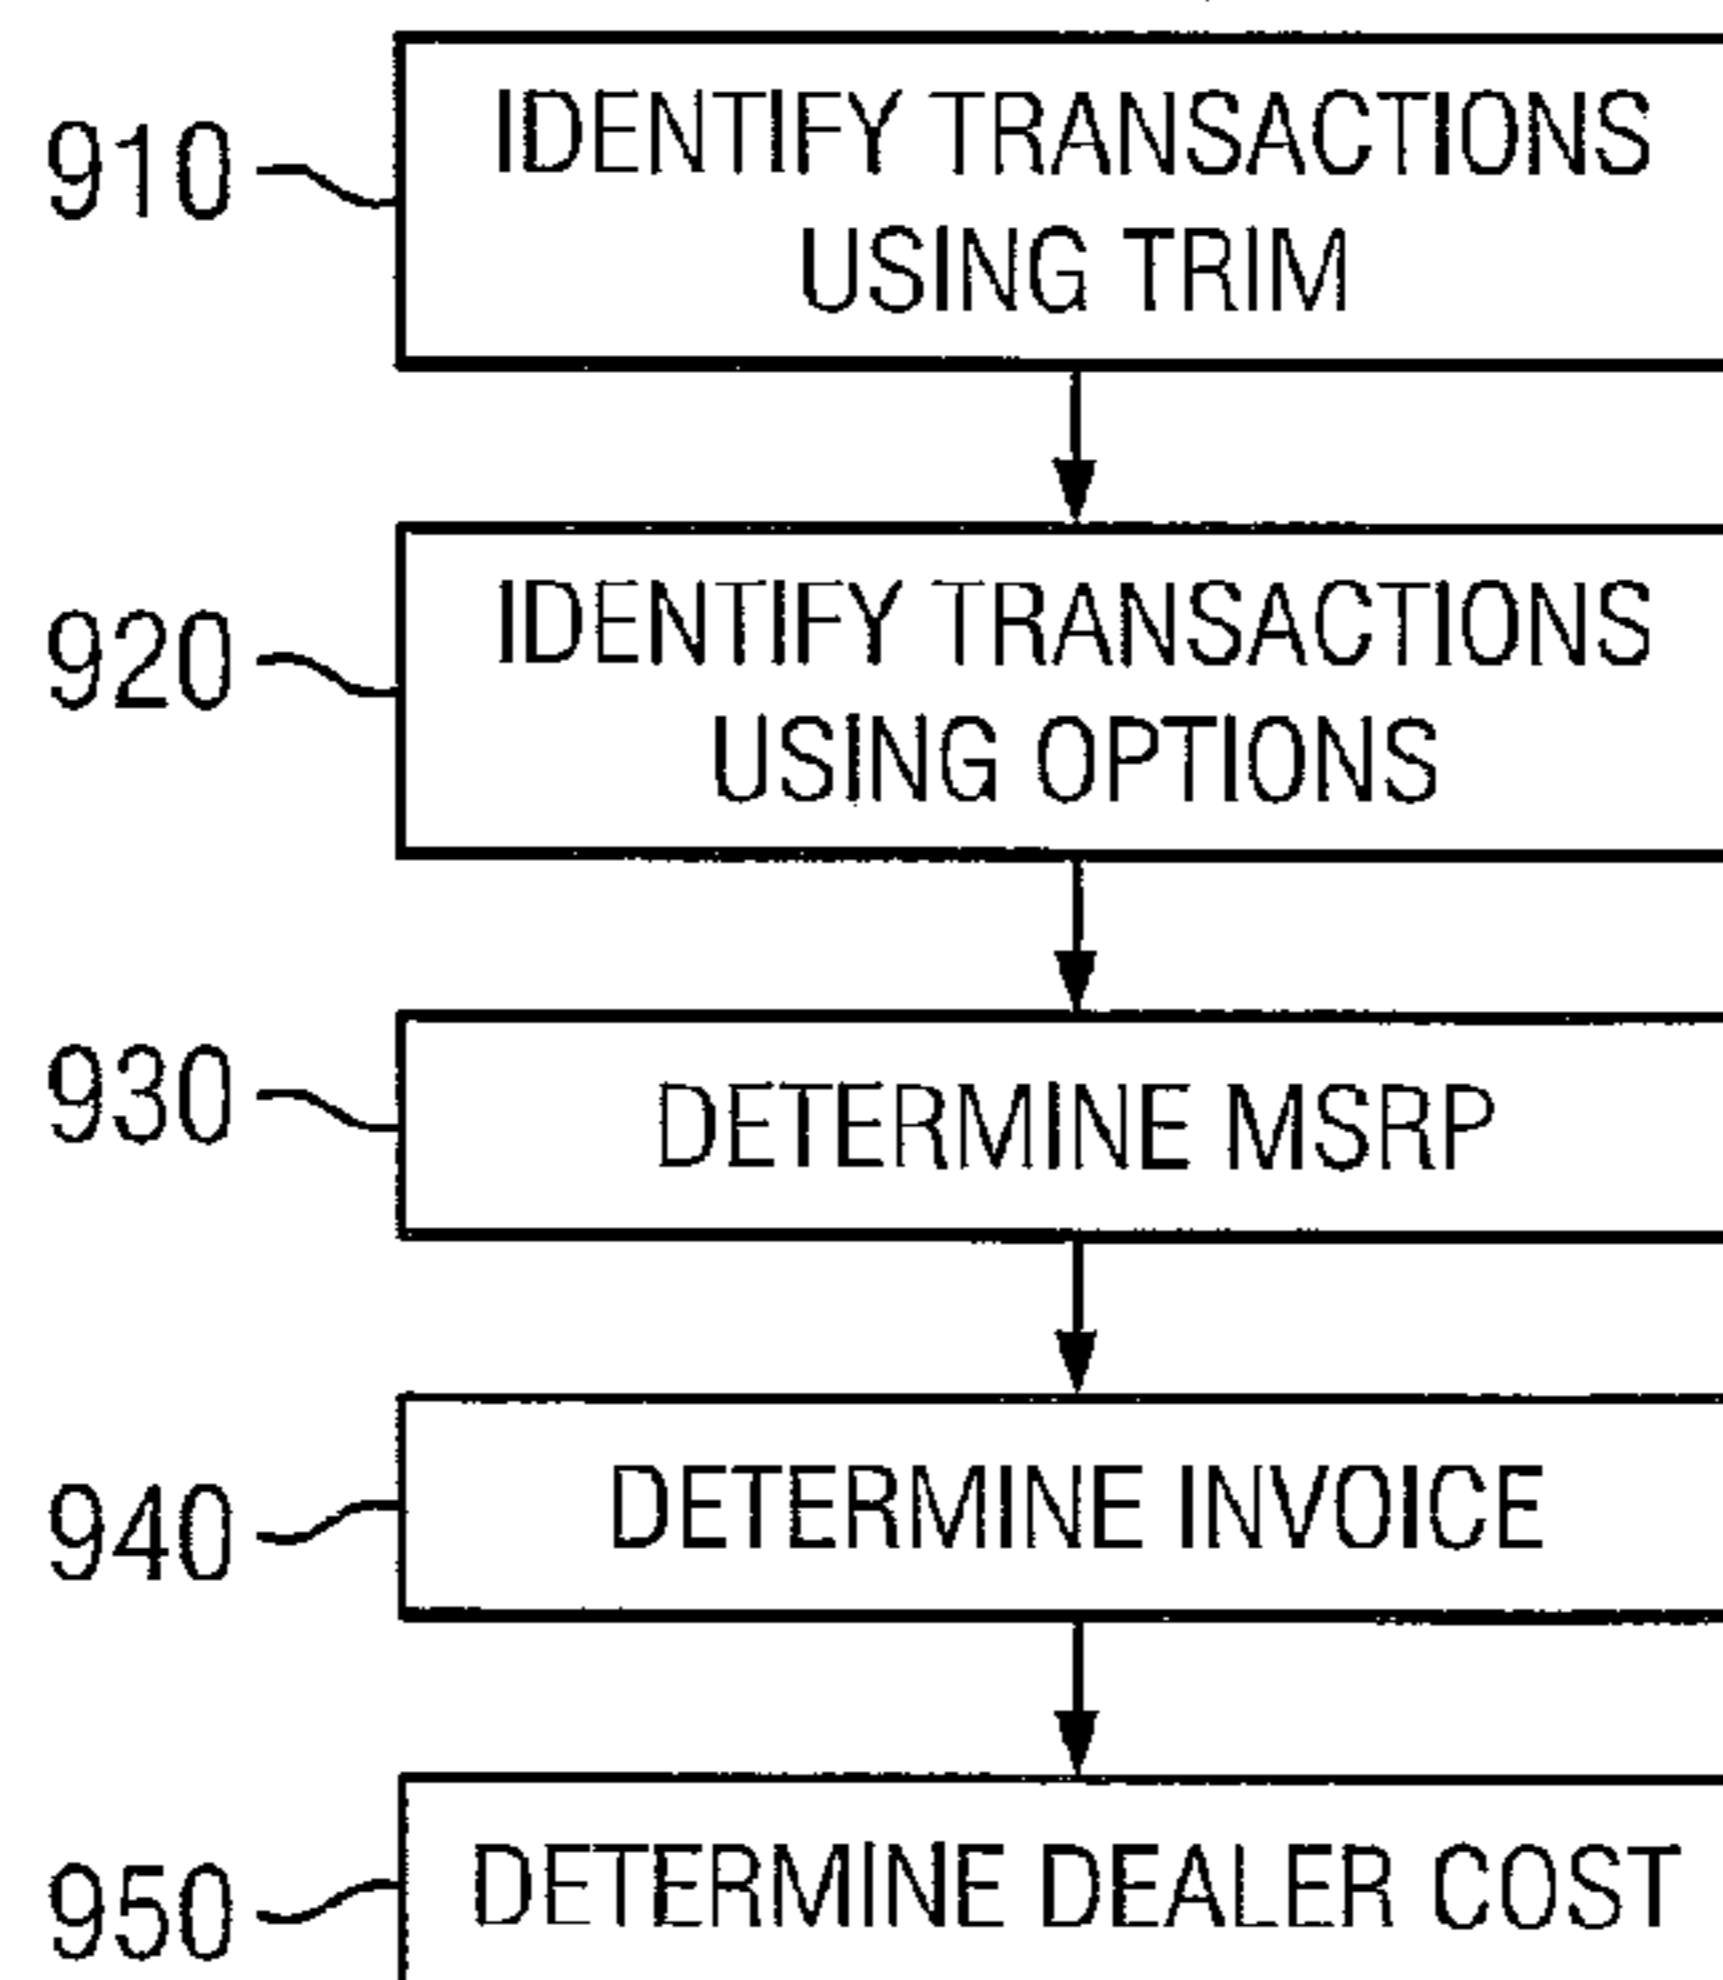 910
IDENTIFY TRANSACTIONS
USING TRIM
920
IDENTIFY TRANSACTIONS
USING OPTIONS
930
DETERMINE MSRP
940
DETERMINE INVOICE
950
DETERMINE DEALER COST